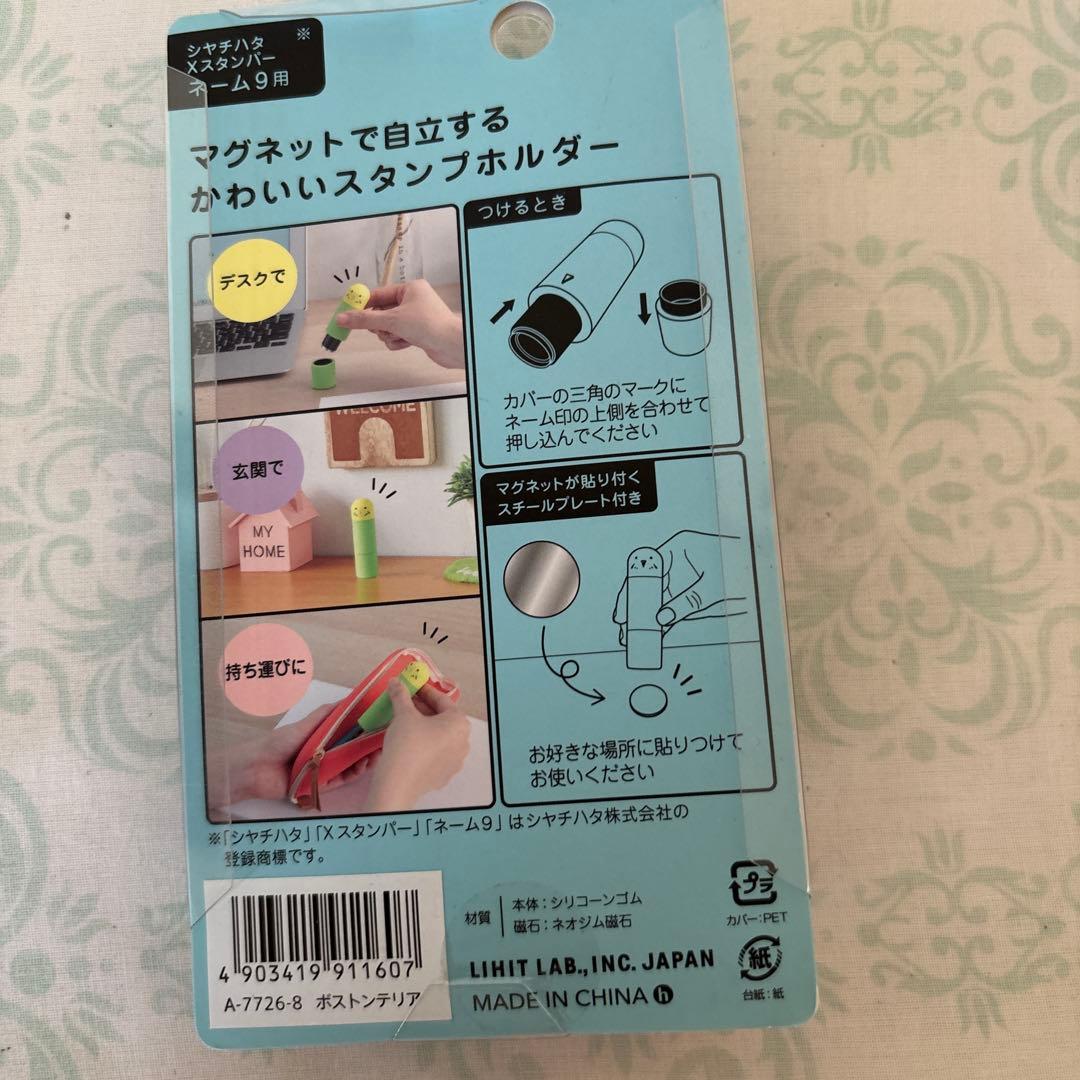 シヤチハタ ※
Xスタンパー
ネーム9用
マグネットで自立する
かわいいスタンプホルダー
デスクで
WELCOME
玄関で
MY
HOME
持ち運びに
つけるとき
カバーの三角のマークに
ネーム印の上側を合わせて
押し込んでください
マグネットが貼り付く
スチールプレート付き
お好きな場所に貼りつけて
お使いください
※「シヤチハタ」「Xスタンパー」「ネーム9」はシヤチハタ株式会社の
登録商標です。
4 903419 911607
A-7726-8 ボストンテリア
材質
本体：シリコーンゴム
磁石：ネオジム磁石
LIHIT LAB., INC. JAPAN
MADE IN CHINA h
プラ
カバー：PET
紙
台紙：紙